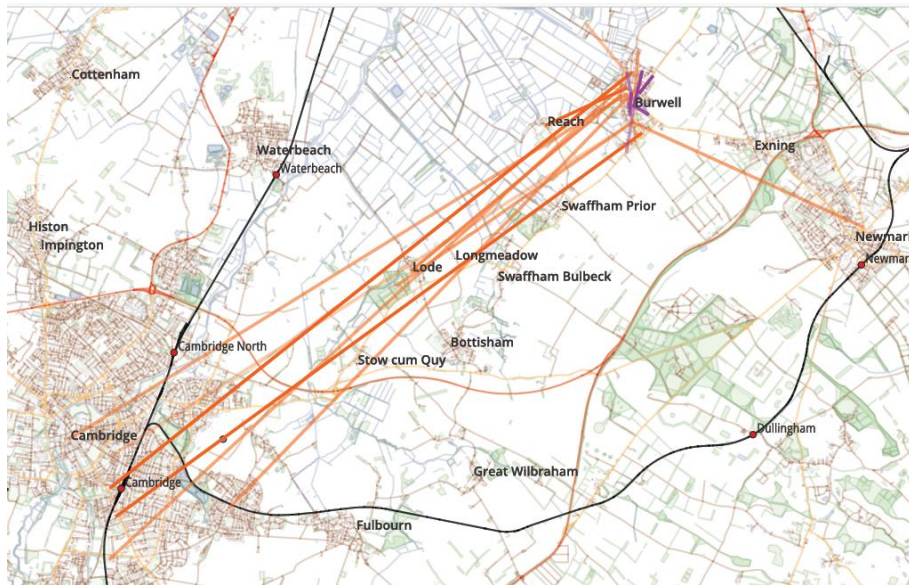 Cottenham
Burwell
Reach
Waterbeach
Exning
Waterbeach
Swaffham Prior
Histon
Impington
Newmark
Longmeadow
Newmar
Lode
Swaffham Bulbeck
Cambridge North
Bottisham
Stow cum Quy
Cambridge
Dullingham
Great Wilbraham
Cambridge
Fulbourn